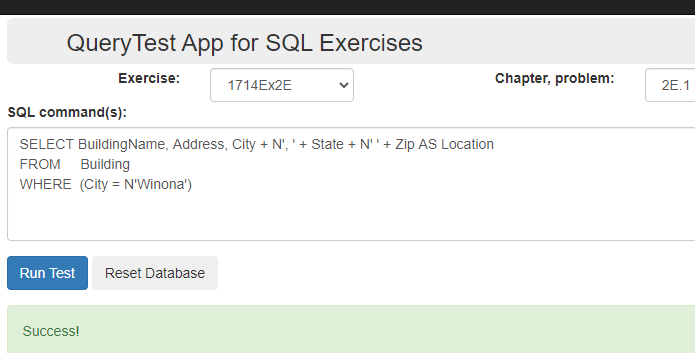 QueryTest App for SQL Exercises
Exercise: 1714Ex2E Chapter, problem: 2E.1
SQL command(s):
SELECT BuildingName, Address, City + N', ' + State + N' ' + Zip AS Location
FROM Building
WHERE (City = N'Winona')
Run Test Reset Database
Success!